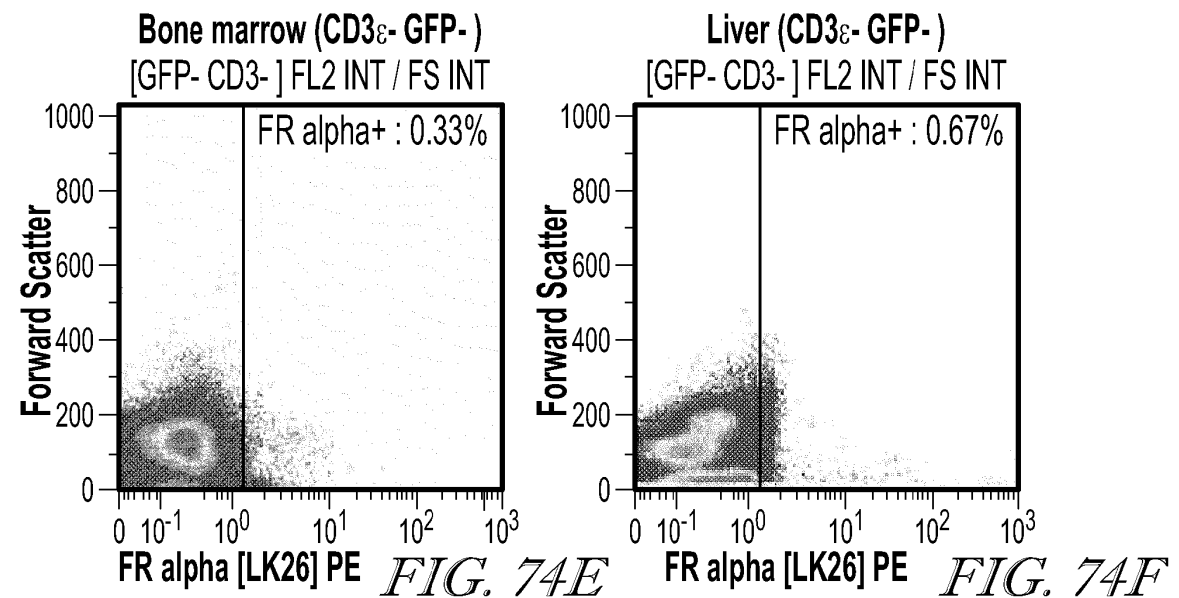 Bone marrow (CD3ε- GFP- )
[GFP- CD3- ] FL2 INT / FS INT
FR alpha+ : 0.33%
Forward Scatter
1000
800
600
400
200
0
0 10-1 100 101 102 103
FR alpha [LK26] PE
FIG. 74E
Liver (CD3ε- GFP- )
[GFP- CD3- ] FL2 INT / FS INT
FR alpha+ : 0.67%
Forward Scatter
1000
800
600
400
200
0
0 10-1 100 101 102 103
FR alpha [LK26] PE
FIG. 74F